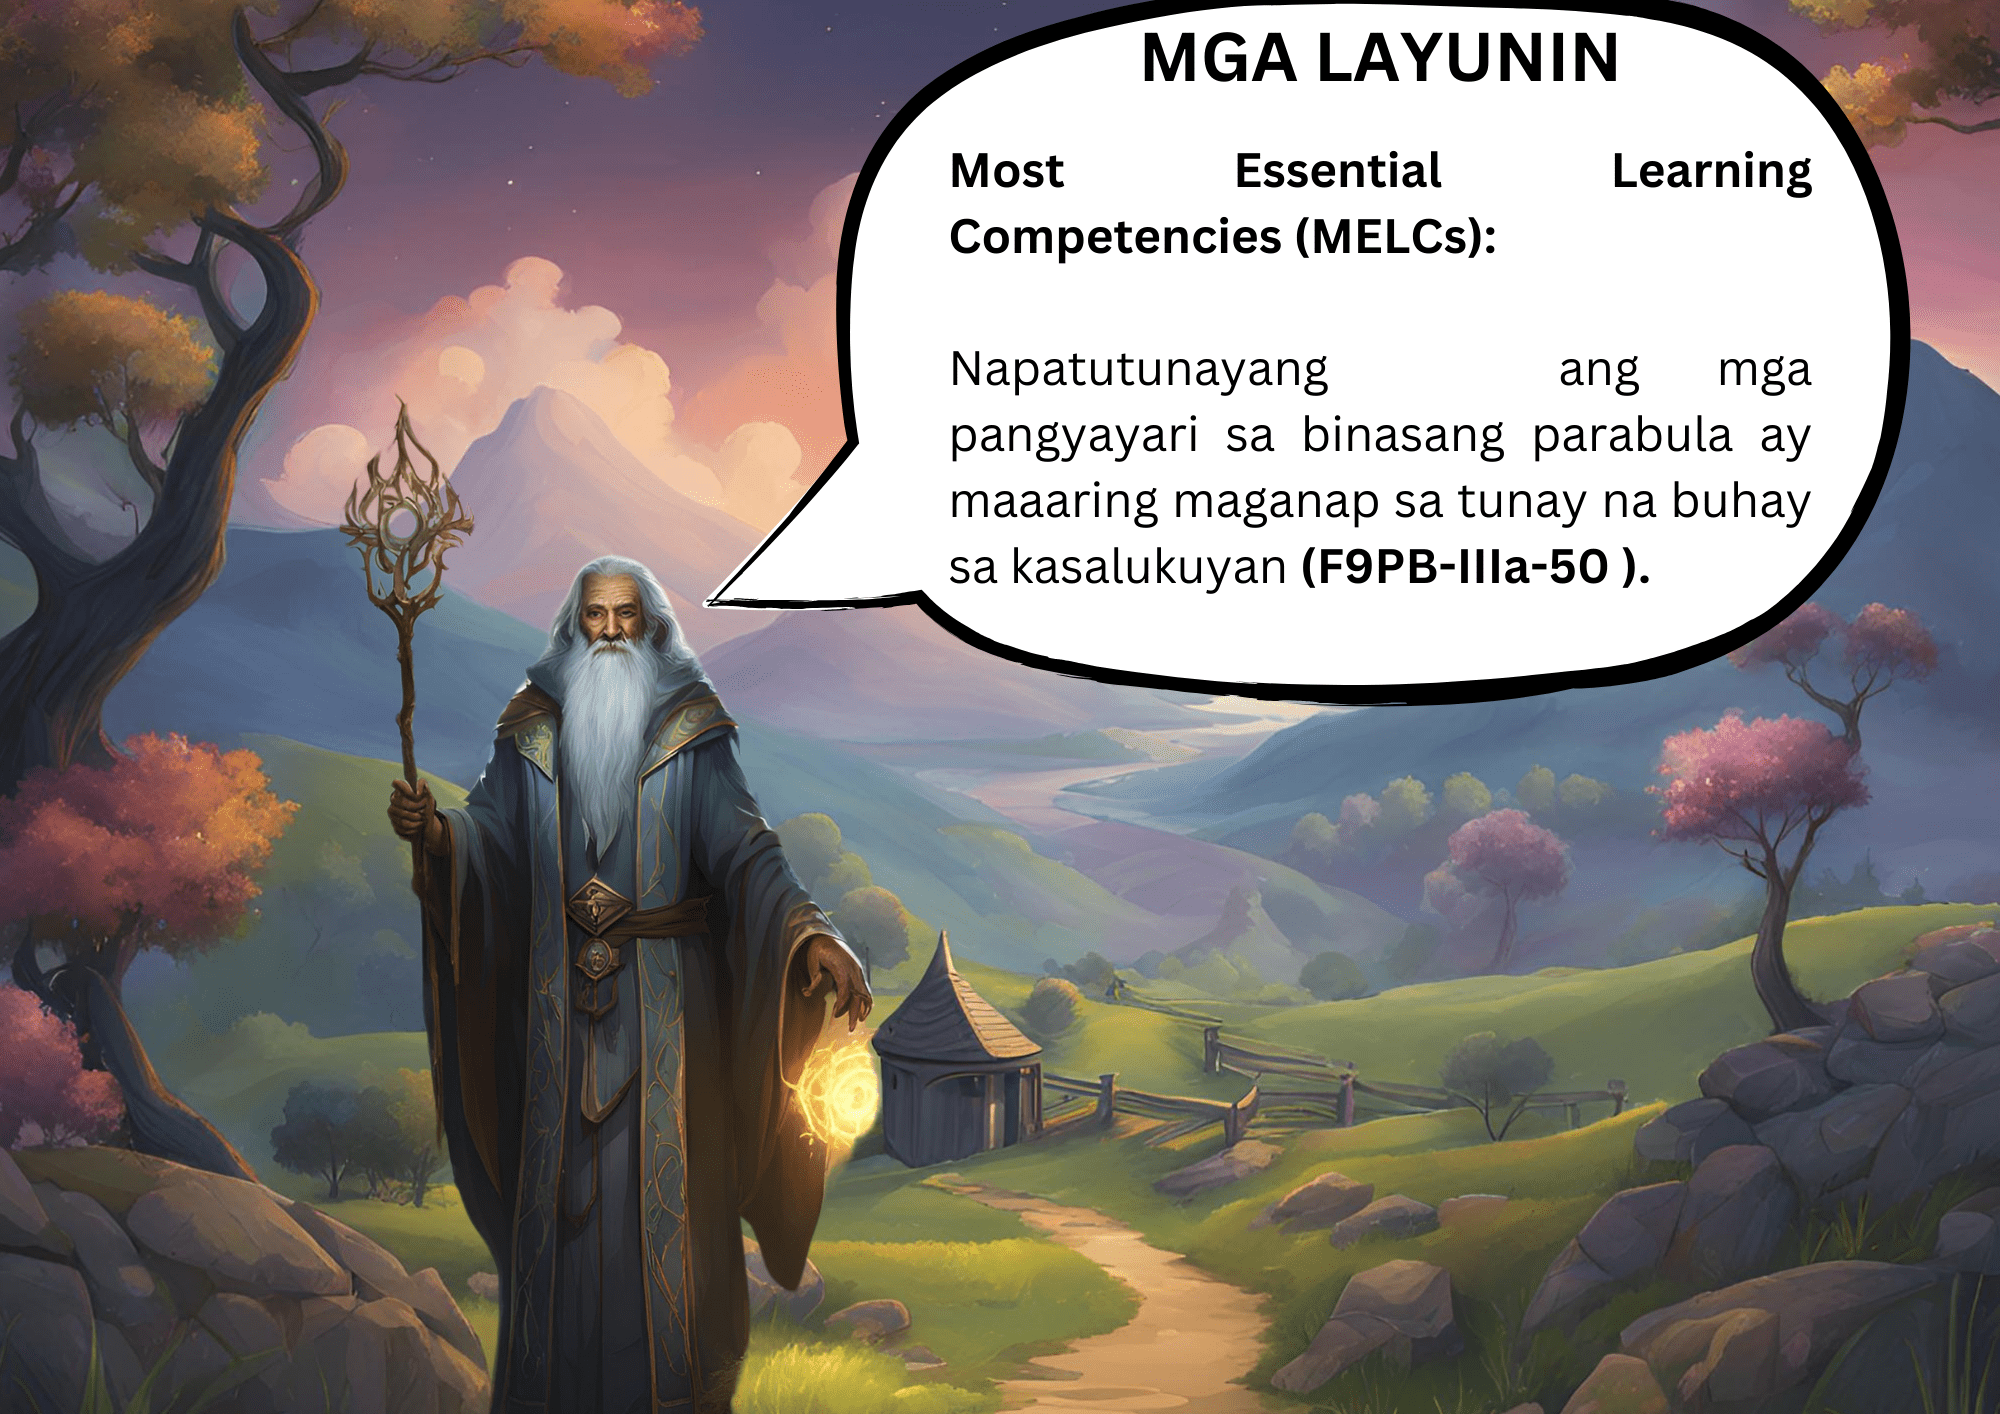 MGA LAYUNIN
Most Essential Learning
Competencies (MELCs):
Napatutunayang ang mga
pangyayari sa binasang parabula ay
maaaring maganap sa tunay na buhay
sa kasalukuyan (F9PB-IIIa-50 ).